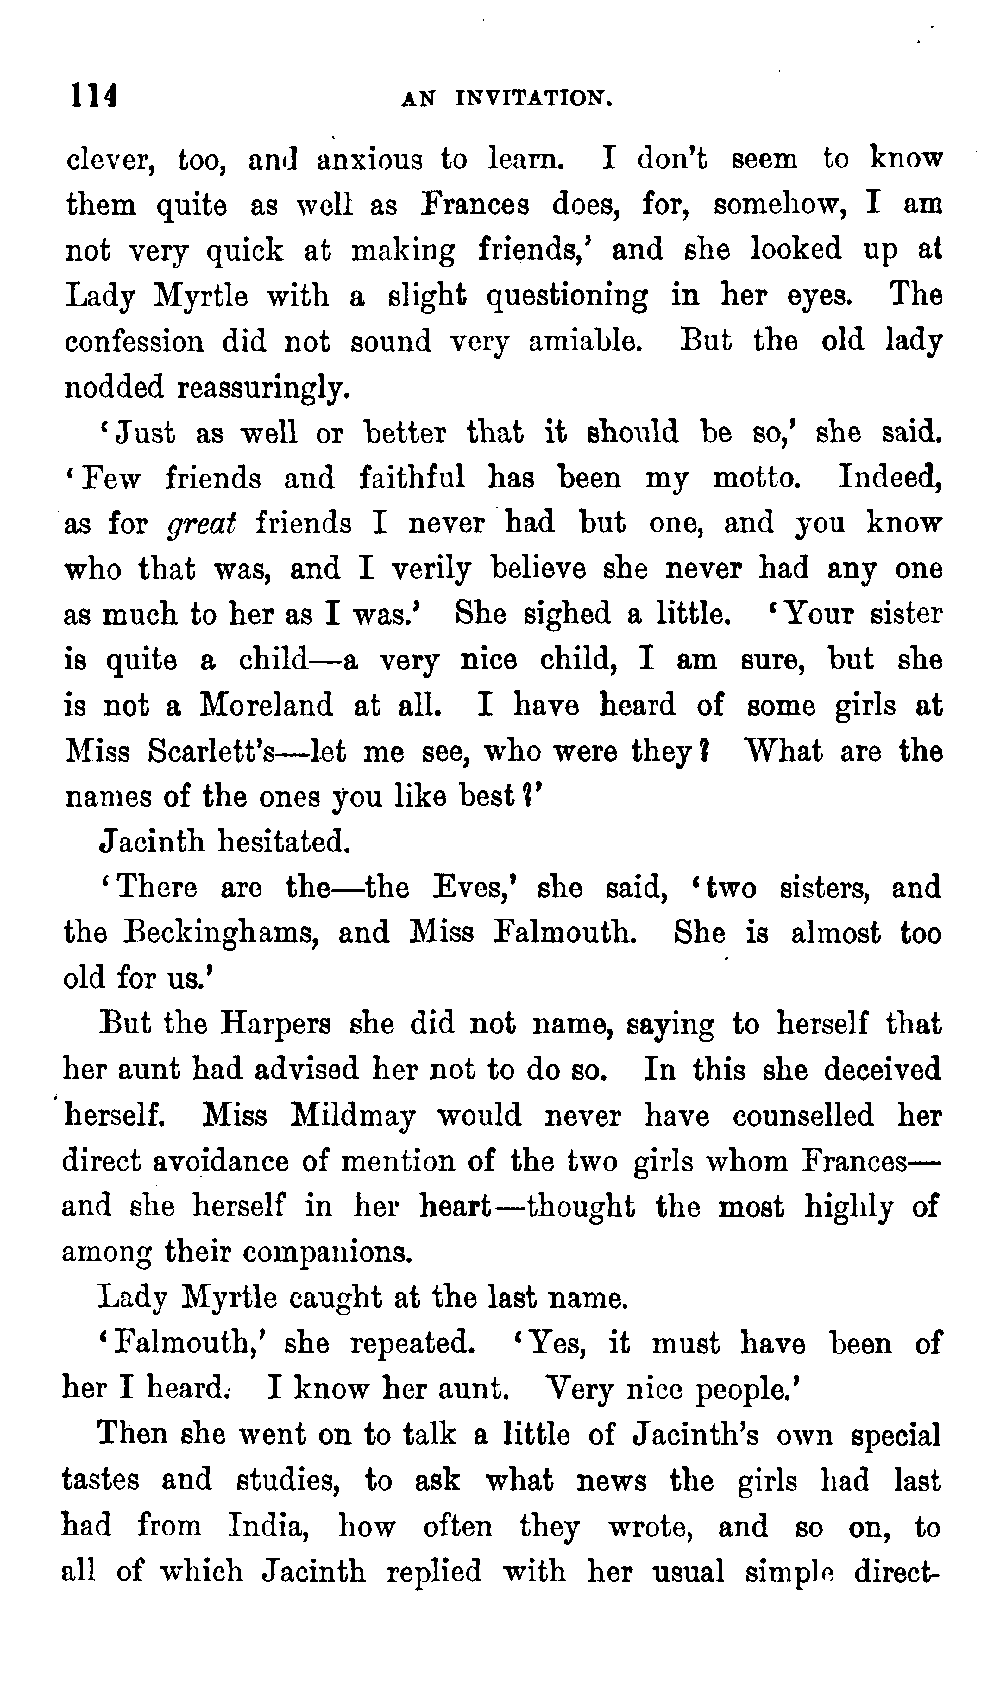 114 AN INVITATION.
clever, too, and anxious to learn. I don't seem to know
them quite as well as Frances does, for, somehow, I am
not very quick at making friends,' and she looked up at
Lady Myrtle with a slight questioning in her eyes. The
confession did not sound very amiable. But the old lady
nodded reassuringly.
'Just as well or better that it should be so,' she said.
'Few friends and faithful has been my motto. Indeed,
as for great friends I never had but one, and you know
who that was, and I verily believe she never had any one
as much to her as I was.' She sighed a little. 'Your sister
is quite a child—a very nice child, I am sure, but she
is not a Moreland at all. I have heard of some girls at
Miss Scarlett's—let me see, who were they? What are the
names of the ones you like best?'
Jacinth hesitated.
'There are the—the Eves,' she said, 'two sisters, and
the Beckinghams, and Miss Falmouth. She is almost too
old for us.'
But the Harpers she did not name, saying to herself that
her aunt had advised her not to do so. In this she deceived
herself. Miss Mildmay would never have counselled her
direct avoidance of mention of the two girls whom Frances—
and she herself in her heart—thought the most highly of
among their companions.
Lady Myrtle caught at the last name.
'Falmouth,' she repeated. 'Yes, it must have been of
her I heard. I know her aunt. Very nice people.'
Then she went on to talk a little of Jacinth's own special
tastes and studies, to ask what news the girls had last
had from India, how often they wrote, and so on, to
all of which Jacinth replied with her usual simple direct-